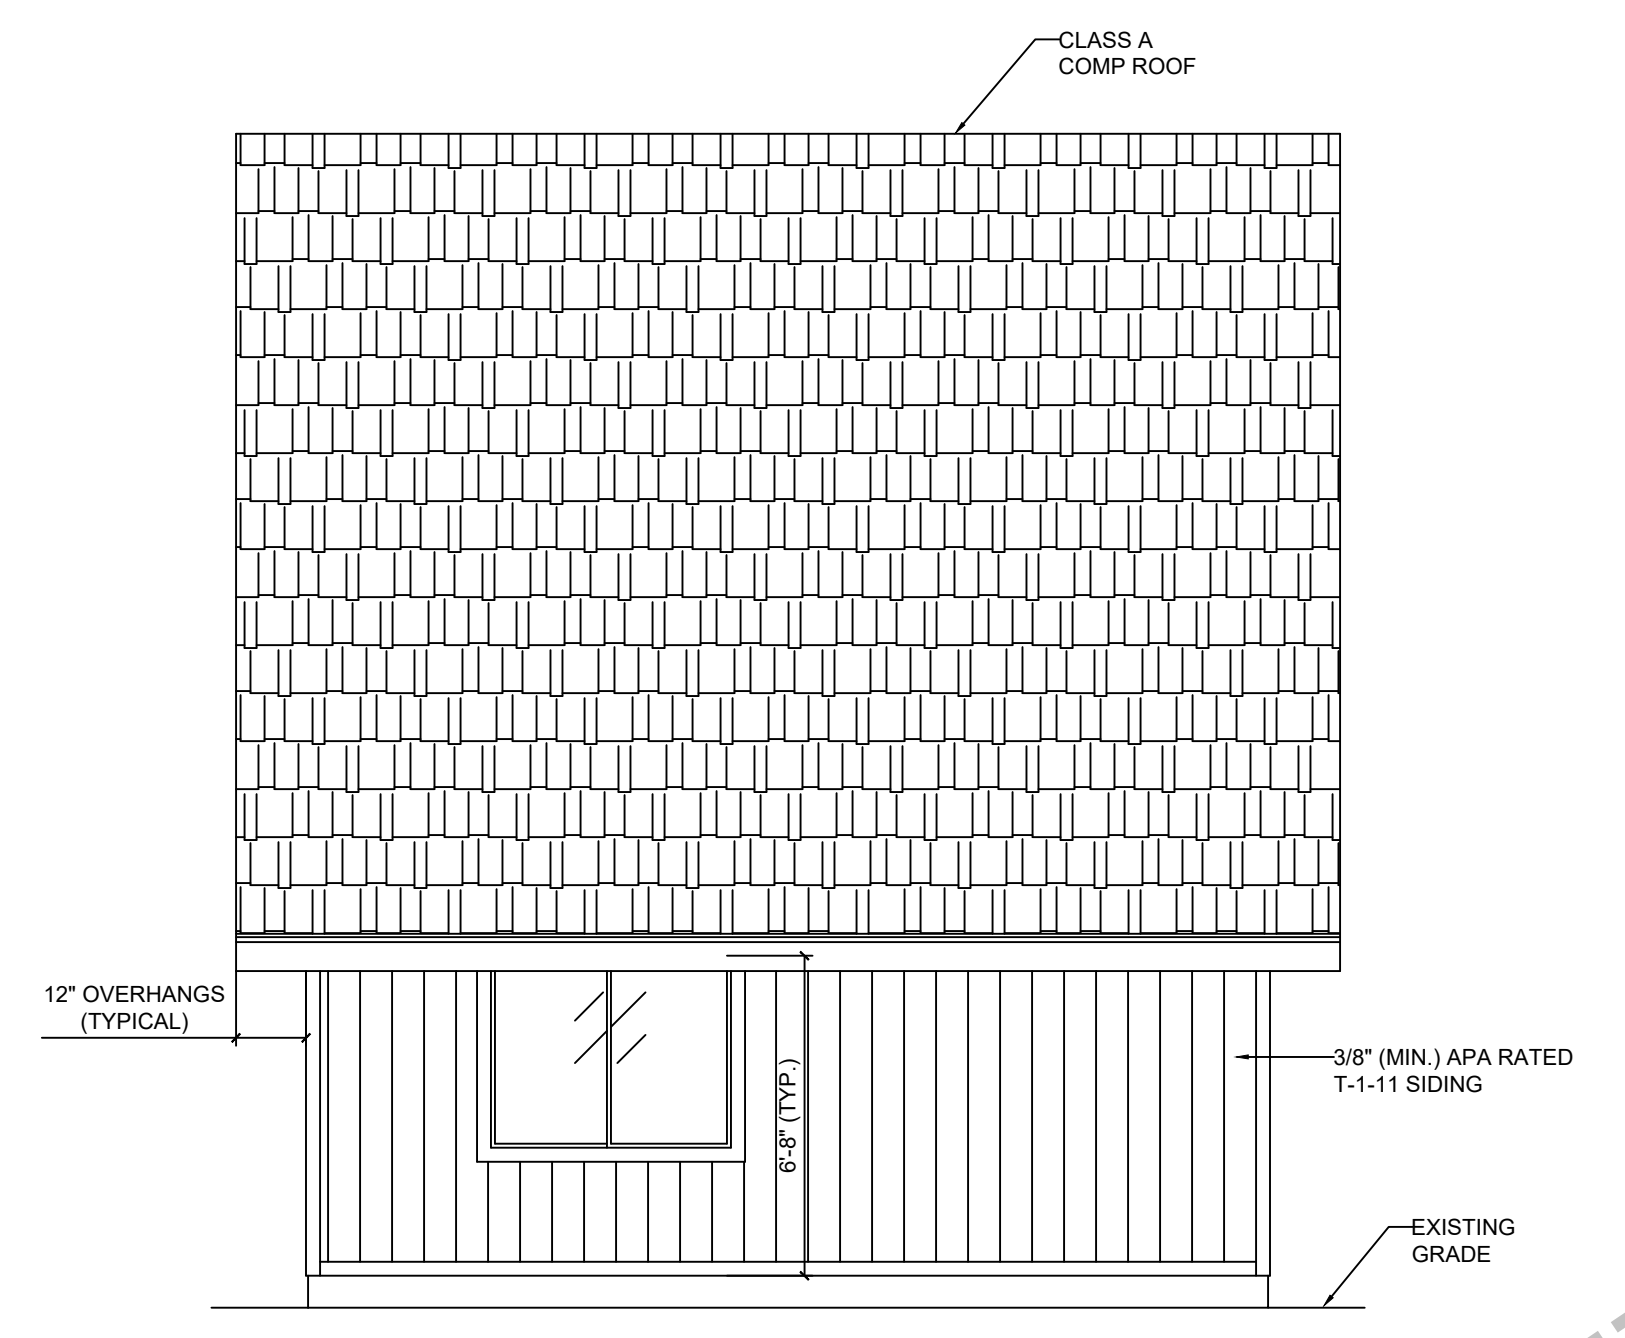 CLASS A
COMP ROOF
12" OVERHANGS
(TYPICAL)
6'-8" (TYP.)
3/8" (MIN.) APA RATED
T-1-11 SIDING
EXISTING
GRADE